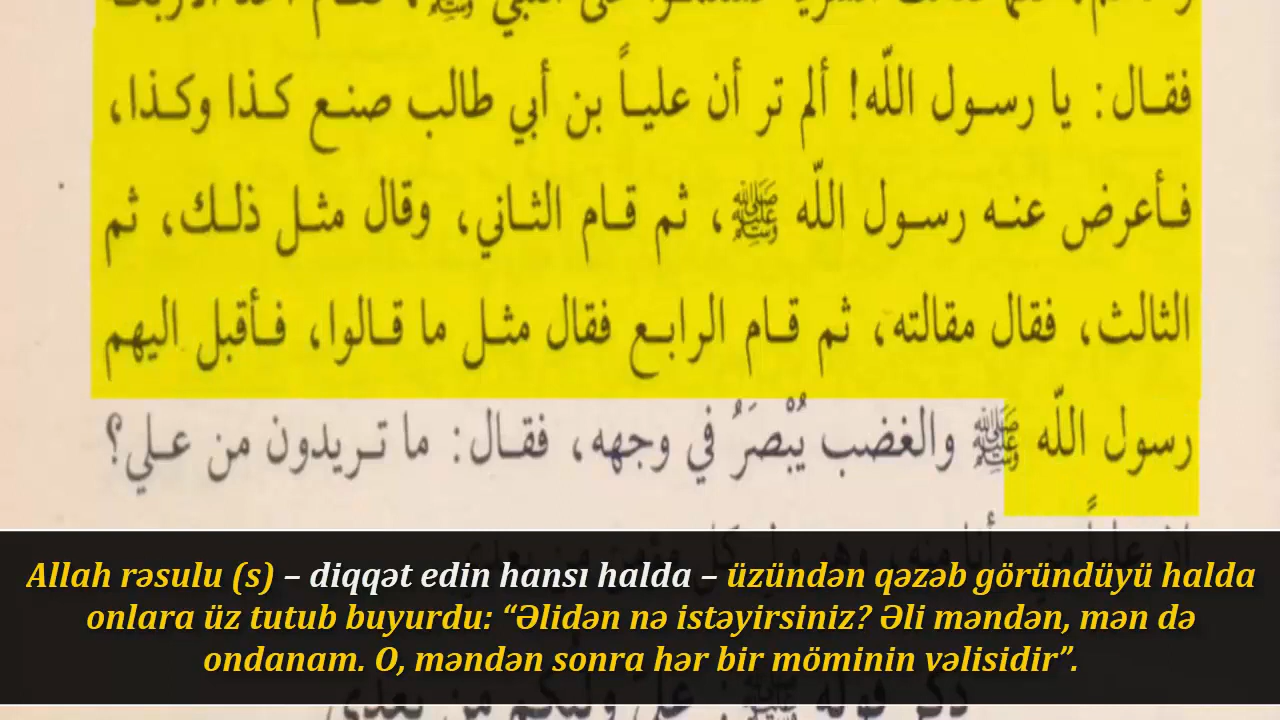 فقال: يا رسول اللّه! ألم تر أن علياً بن أبي طالب صنع كذا وكذا،
فأعرض عنه رسول اللّه ﷺ، ثم قام الثاني، وقال مثل ذلك، ثم
الثالث، فقال مقالته، ثم قام الرابع فقال مثل ما قالوا، فأقبل اليهم
رسول اللّه ﷺ والغضب يُبْصَرُ في وجهه، فقال: ما تريدون من علي؟
Allah rəsulu (s) – diqqət edin hansı halda – üzündən qəzəb göründüyü halda
onlara üz tutub buyurdu: “Əlidən nə istəyirsiniz? Əli məndən, mən də
ondanam. O, məndən sonra hər bir möminin vəlisidir”.